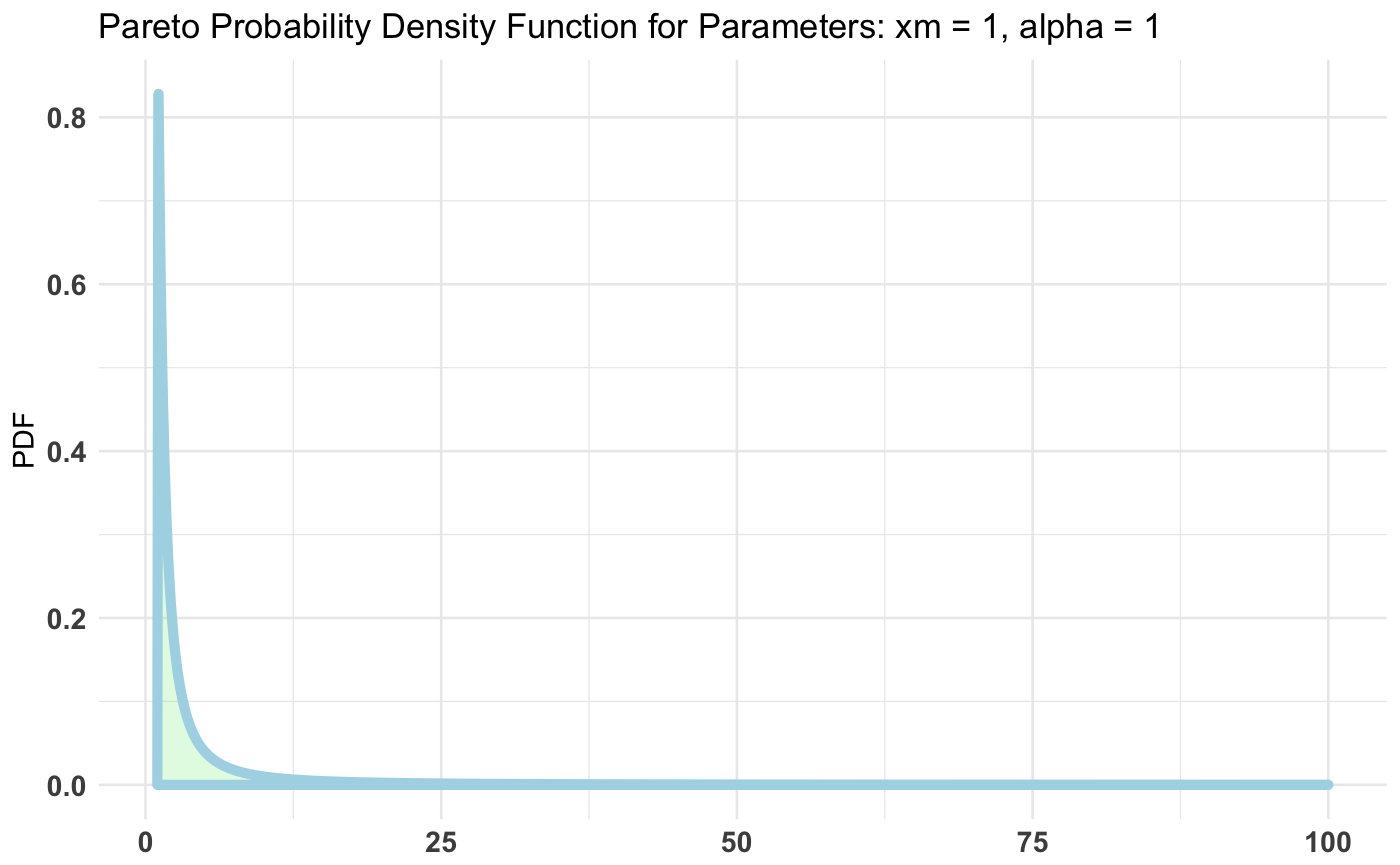 Pareto Probability Density Function for Parameters: xm = 1, alpha = 1
PDF
0.8
0.6
0.4
0.2
0.0
0 25 50 75 100